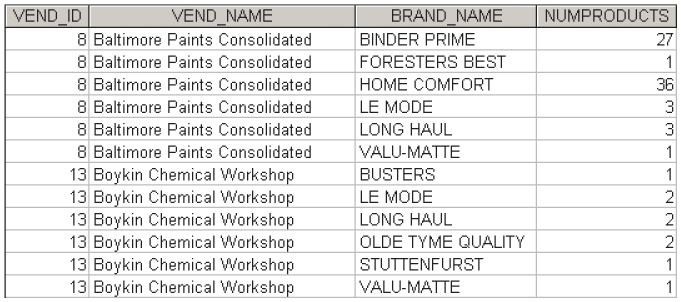 VEND_ID VEND_NAME BRAND_NAME NUMPRODUCTS
8 Baltimore Paints Consolidated BINDER PRIME 27
8 Baltimore Paints Consolidated FORESTERS BEST 1
8 Baltimore Paints Consolidated HOME COMFORT 36
8 Baltimore Paints Consolidated LE MODE 3
8 Baltimore Paints Consolidated LONG HAUL 3
8 Baltimore Paints Consolidated VALU-MATTE 1
13 Boykin Chemical Workshop BUSTERS 1
13 Boykin Chemical Workshop LE MODE 2
13 Boykin Chemical Workshop LONG HAUL 2
13 Boykin Chemical Workshop OLDE TYME QUALITY 2
13 Boykin Chemical Workshop STUTTENFURST 1
13 Boykin Chemical Workshop VALU-MATTE 1